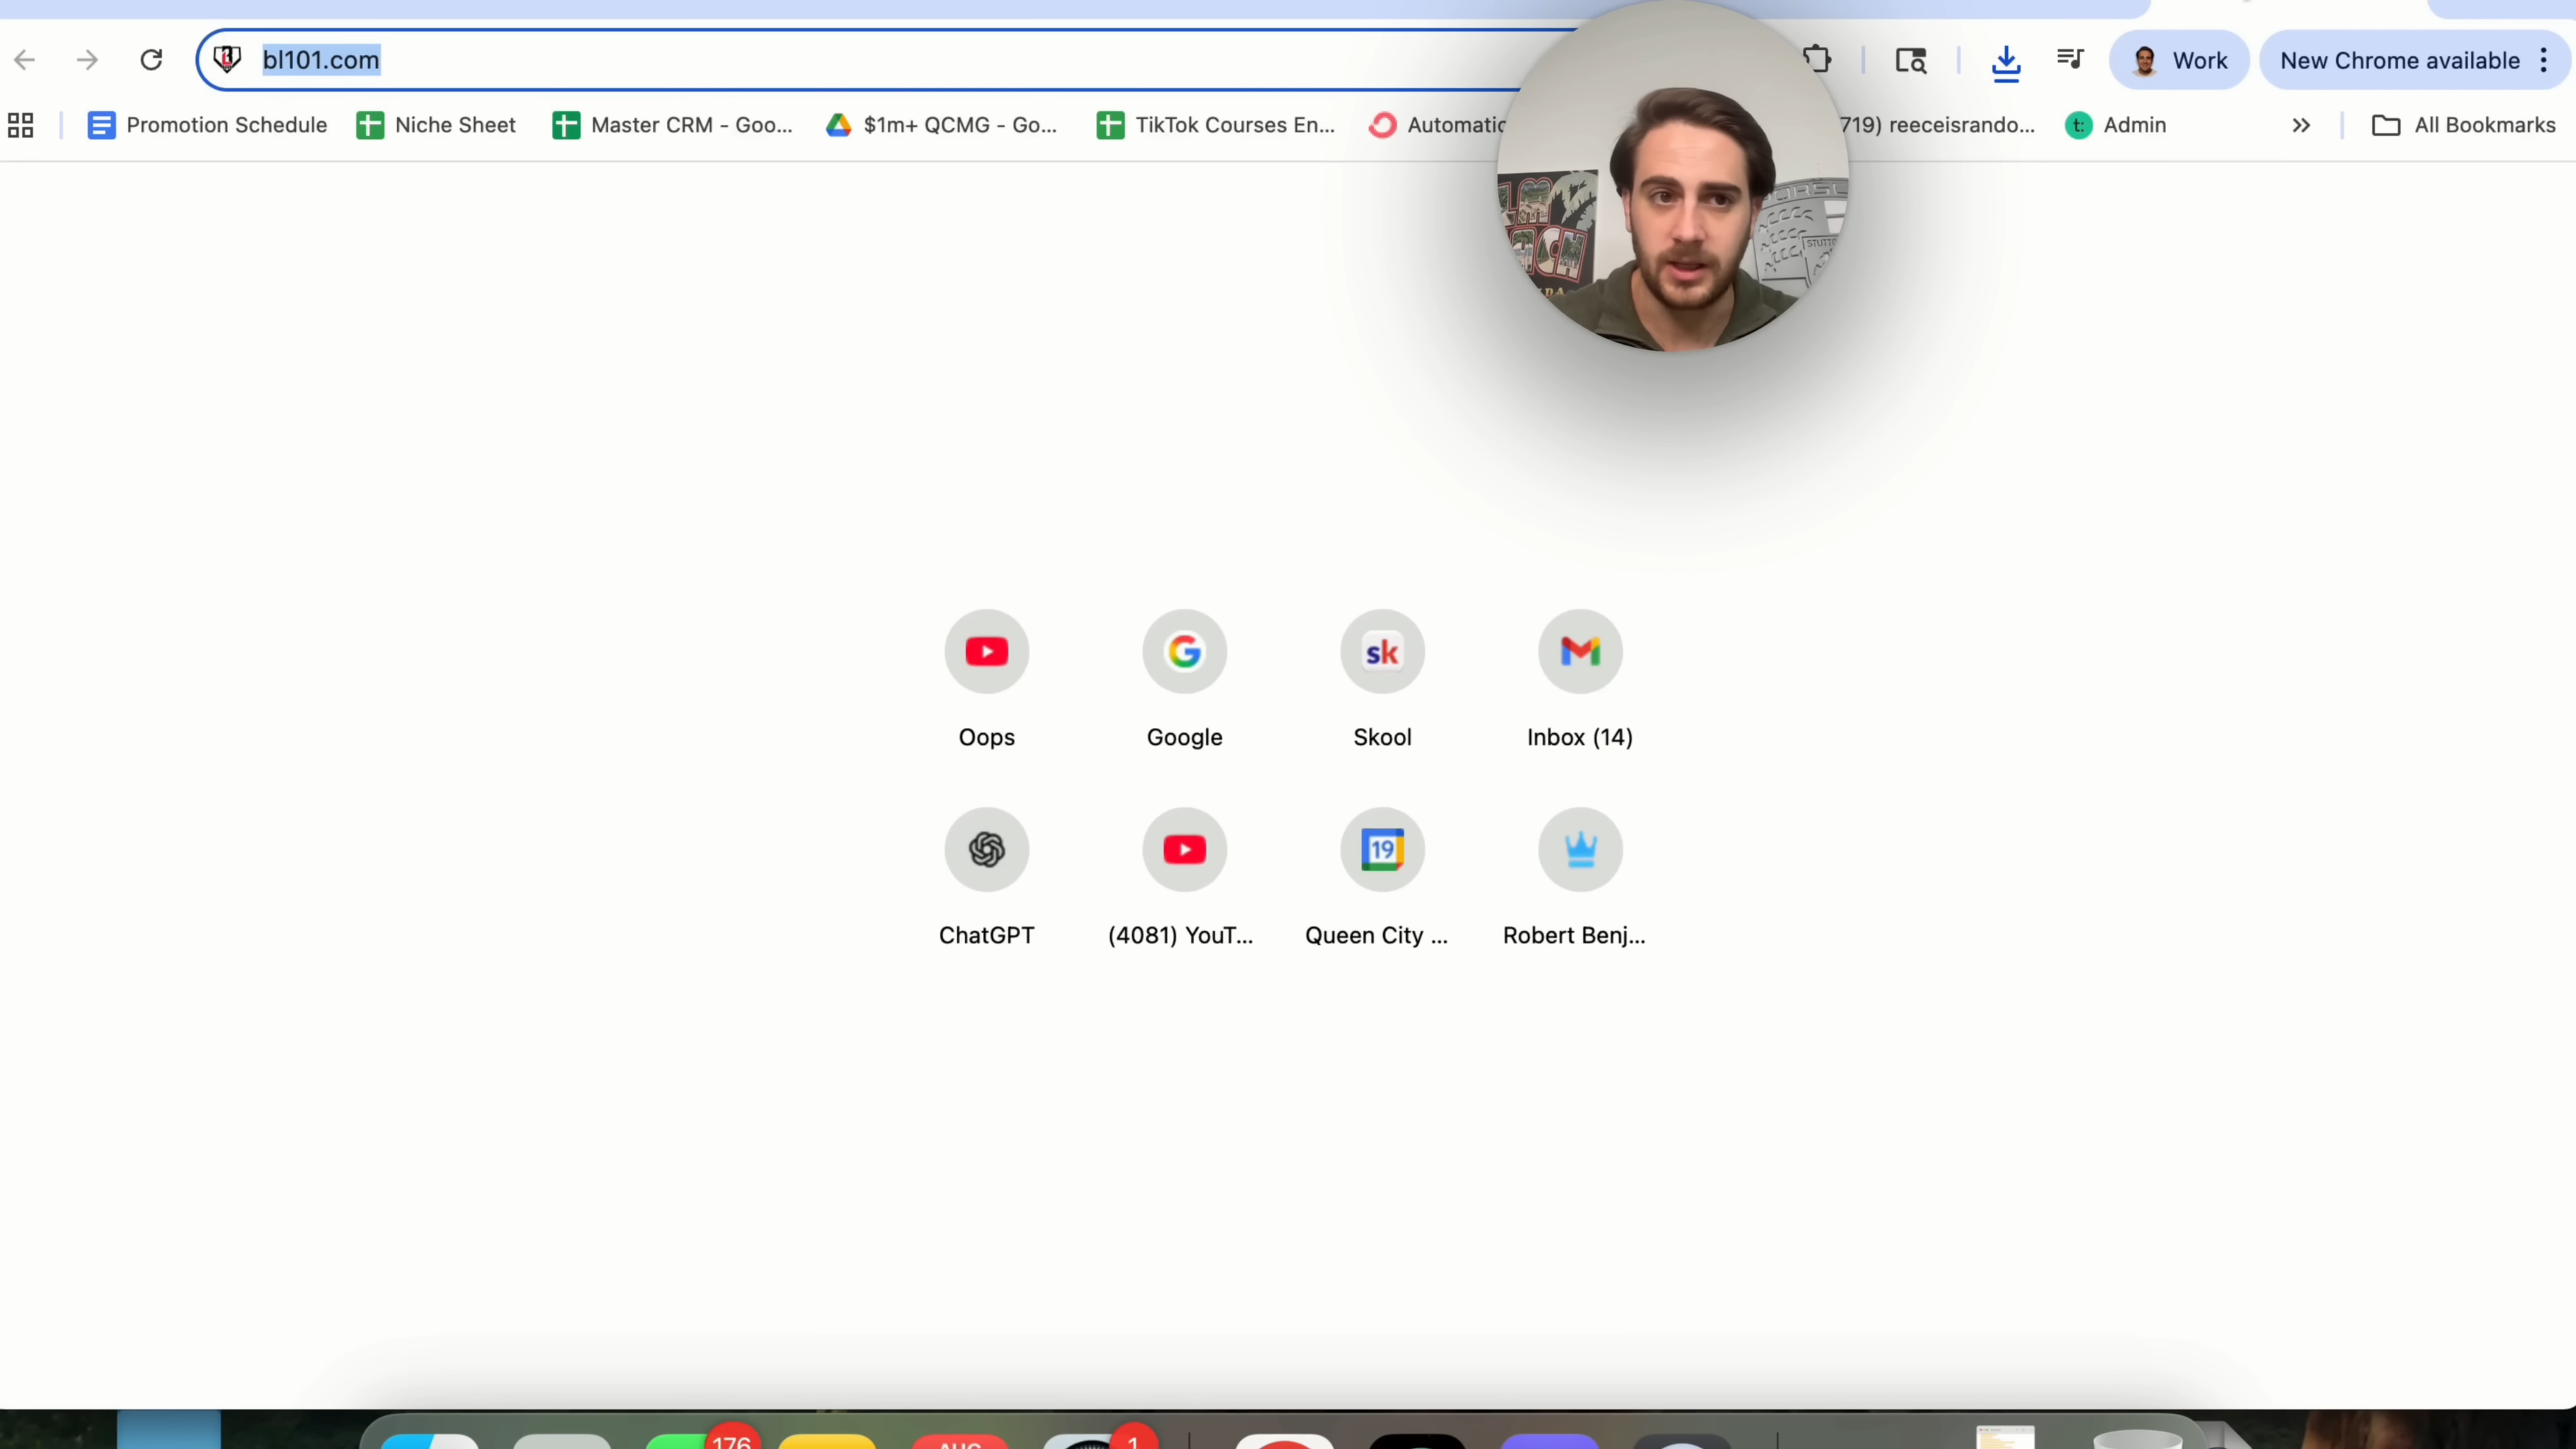 bl101.com
Work
New Chrome available
Promotion Schedule
Niche Sheet
Master CRM - Goo...
$1m+ QCMG - Go...
TikTok Courses En...
719) reeceisrando...
t:
Admin
All Bookmarks
STUTT
Oops
Google
sk
Skool
Inbox (14)
ChatGPT
(4081) YouT...
19
Queen City ...
Robert Benj...
176
AUG
1